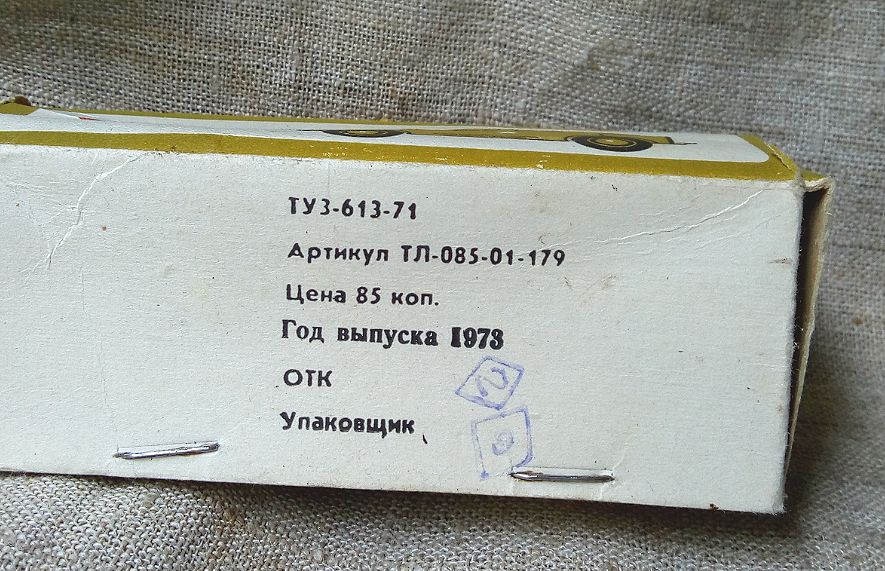 ТУ3-613-71
Артикул ТЛ-085-01-179
Цена 85 коп.
Год выпуска 1973
ОТК
Упаковщик